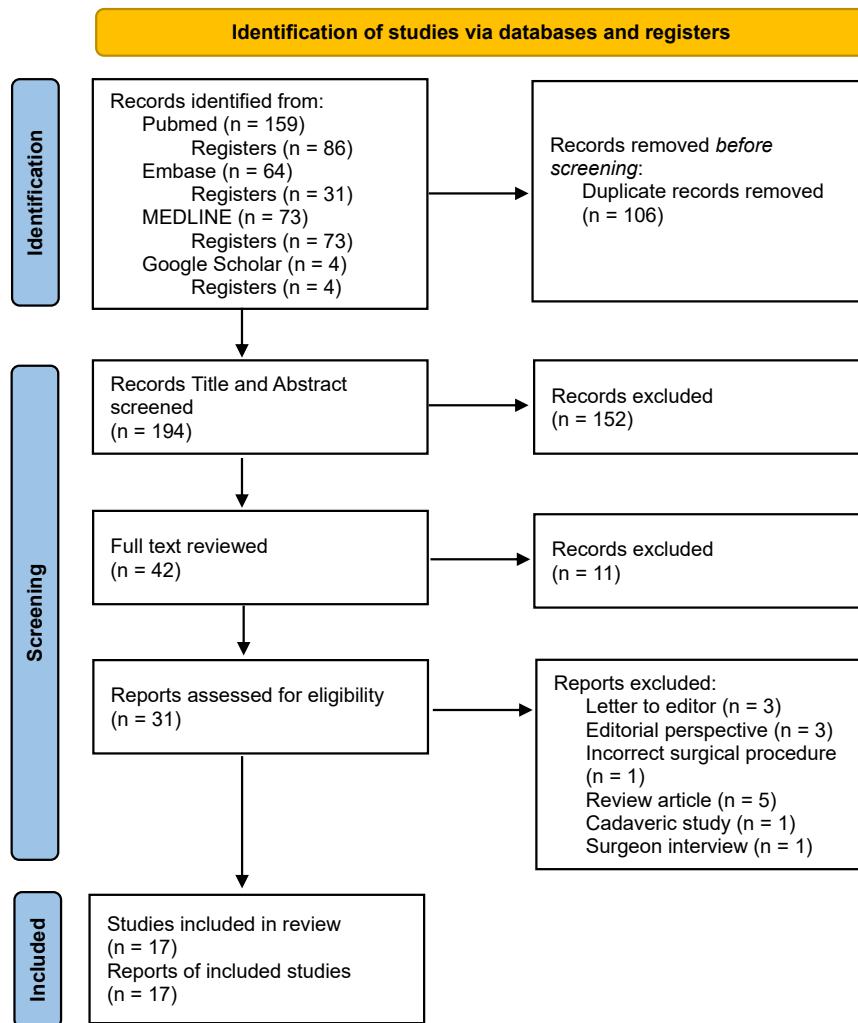 Identification of studies via databases and registers
Identification
Records identified from:
Pubmed (n = 159)
Registers (n = 86)
Embase (n = 64)
Registers (n = 31)
MEDLINE (n = 73)
Registers (n = 73)
Google Scholar (n = 4)
Registers (n = 4)
Records removed before
screening:
Duplicate records removed
(n = 106)
Screening
Records Title and Abstract
screened
(n = 194)
Records excluded
(n = 152)
Full text reviewed
(n = 42)
Records excluded
(n = 11)
Reports assessed for eligibility
(n = 31)
Reports excluded:
Letter to editor (n = 3)
Editorial perspective (n = 3)
Incorrect surgical procedure
(n = 1)
Review article (n = 5)
Cadaveric study (n = 1)
Surgeon interview (n = 1)
Included
Studies included in review
(n = 17)
Reports of included studies
(n = 17)